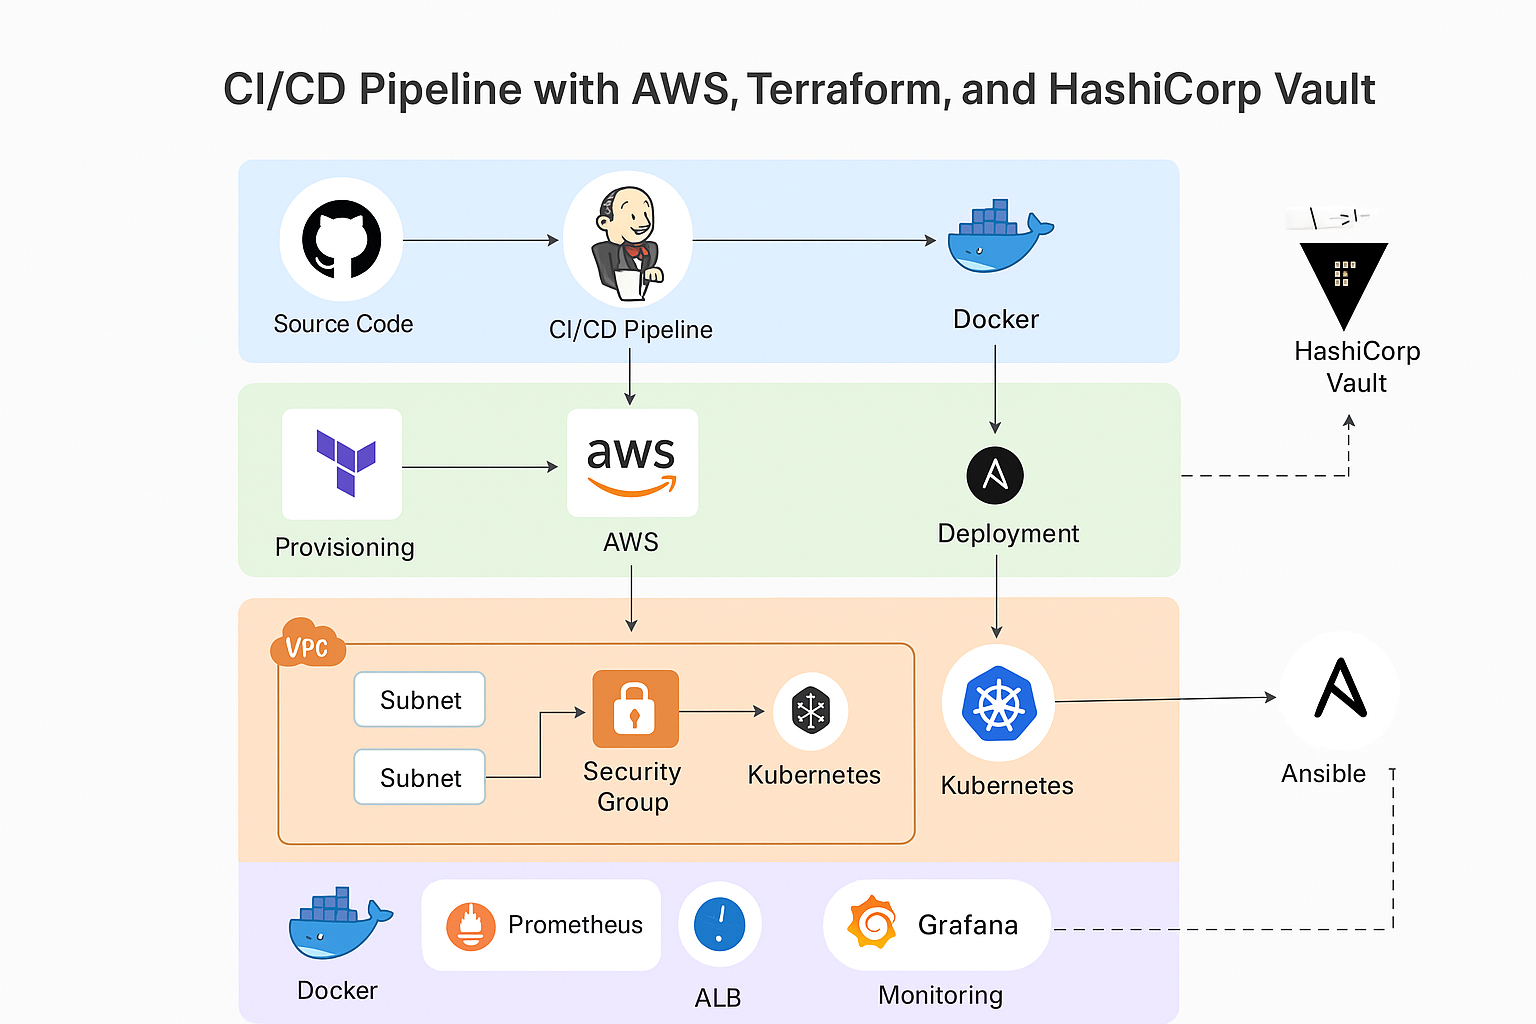 CI/CD Pipeline with AWS, Terraform, and HashiCorp Vault
Source Code
CI/CD Pipeline
Docker
HashiCorp
Vault
aws
Provisioning
AWS
Deployment
VPC
Subnet
Subnet
Security
Group
Kubernetes
Kubernetes
Ansible
Docker
Prometheus
ALB
Grafana
Monitoring